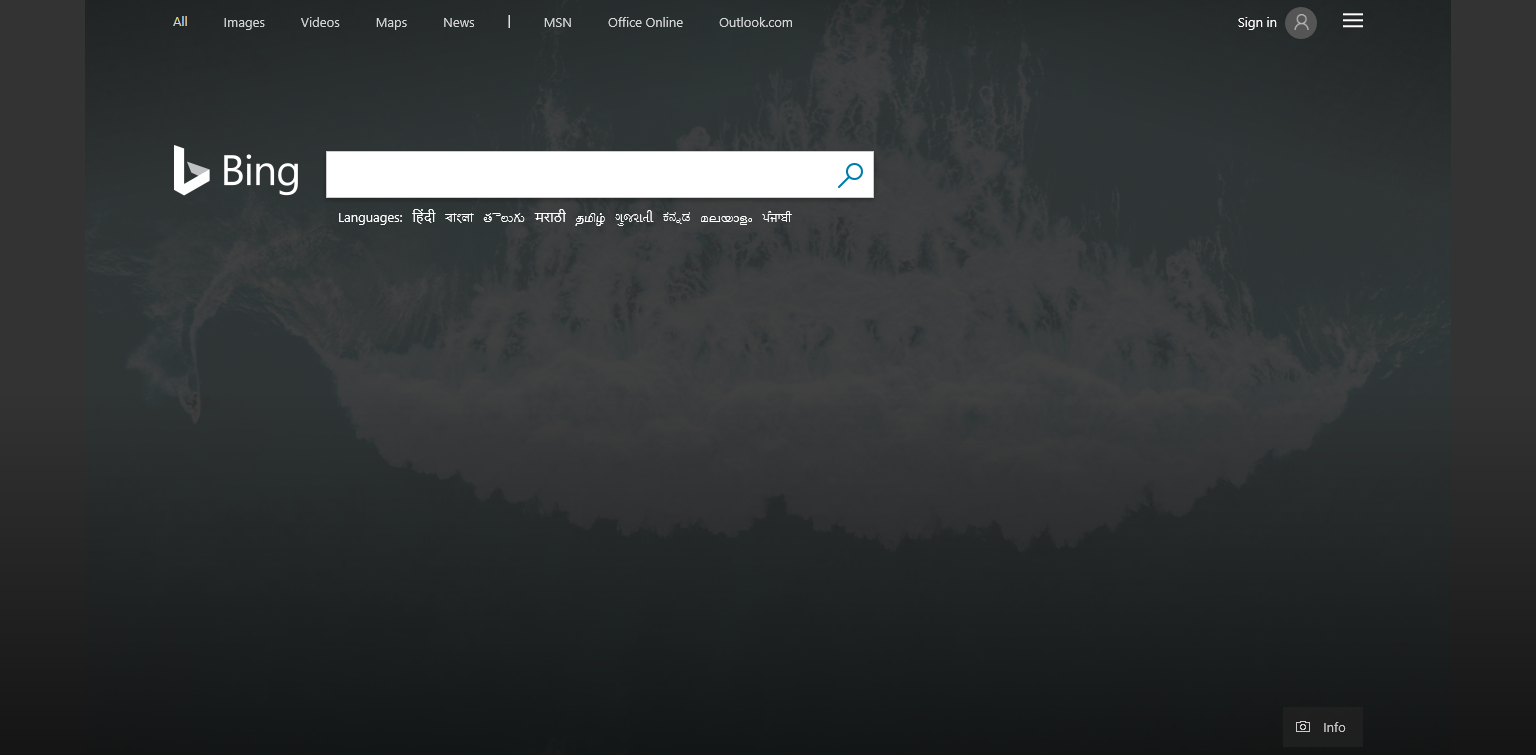 All Images Videos Maps News | MSN Office Online Outlook.com Sign in
Bing
Languages: हिंदी বাংলা తెలుగు मराठी தமிழ் ગુજરાતી ಕನ್ನಡ മലയാളം ਪੰਜਾਬੀ
Info